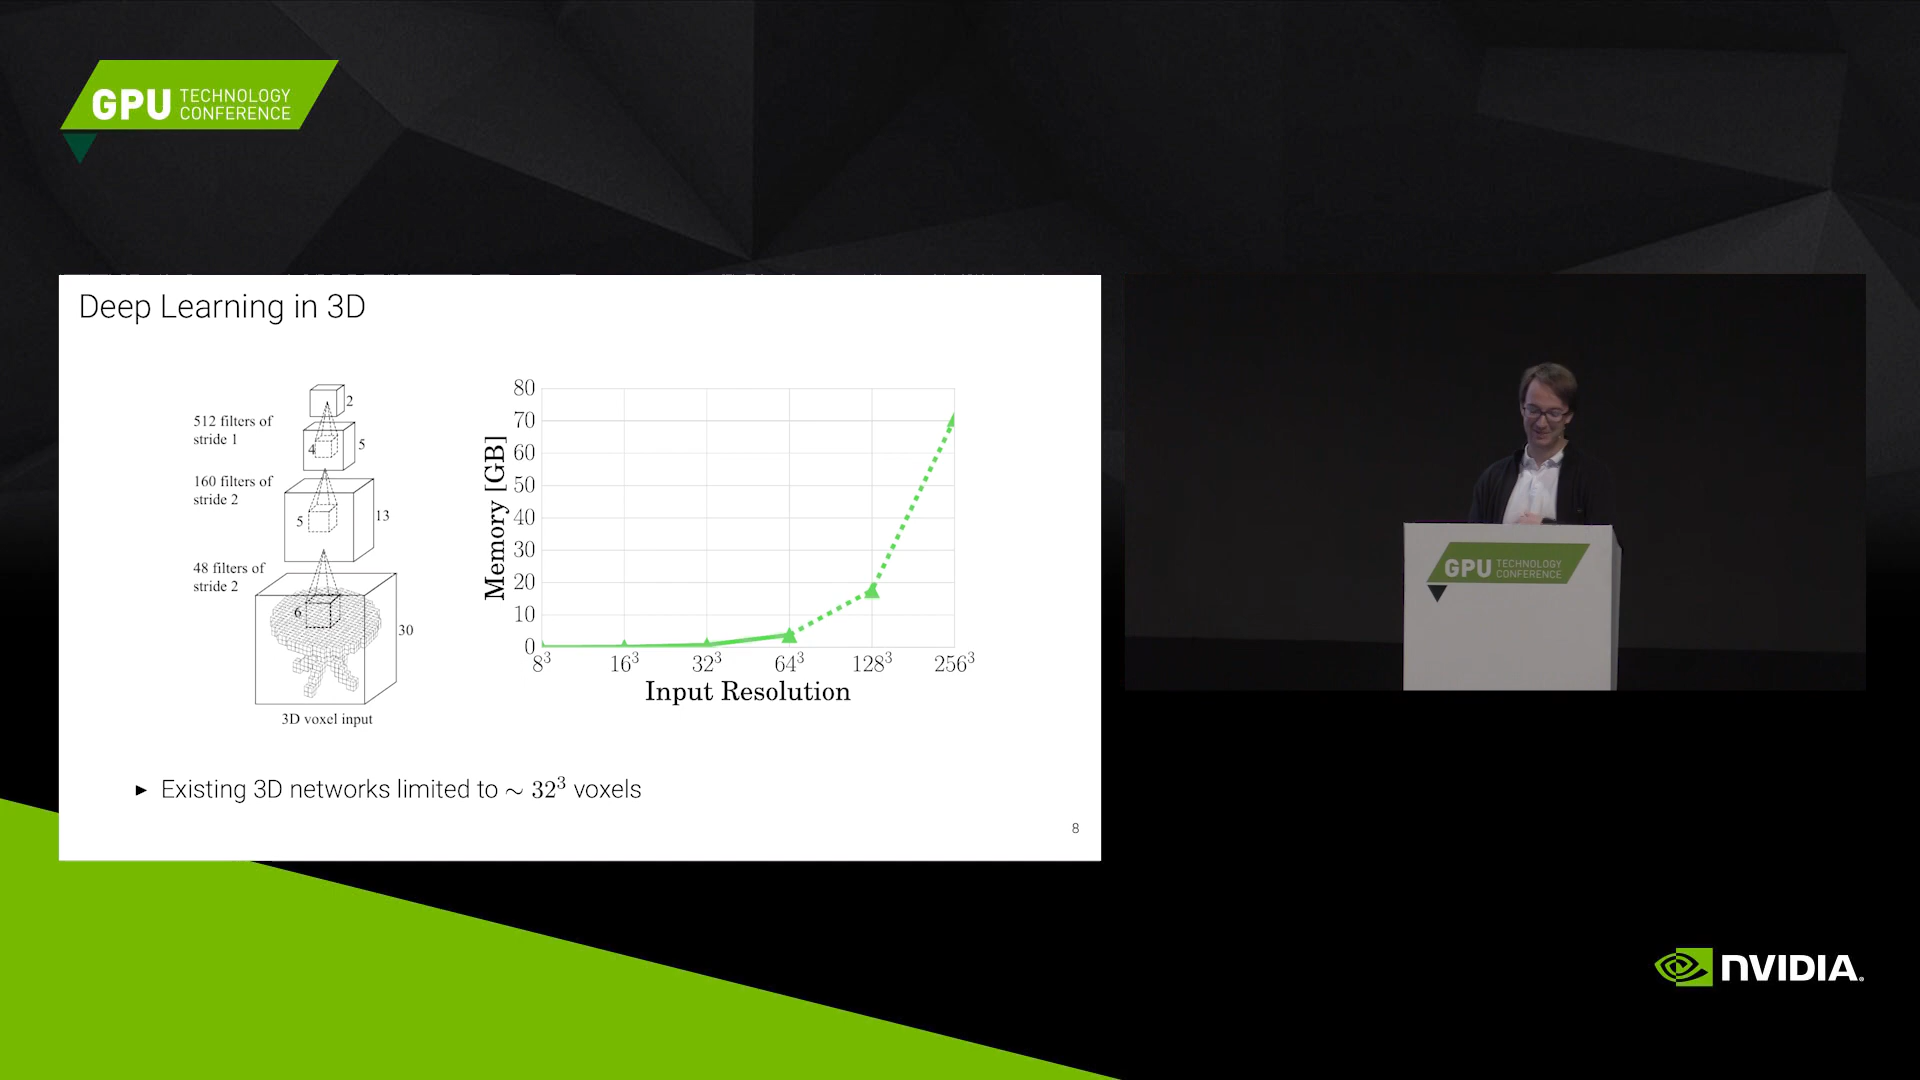 GPU TECHNOLOGY
CONFERENCE
Deep Learning in 3D
2
512 filters of
stride 1
4
5
160 filters of
stride 2
5
13
48 filters of
stride 2
6
30
3D voxel input
80
70
60
50
40
30
20
10
0
Memory [GB]
8³ 16³ 32³ 64³ 128³ 256³
Input Resolution
► Existing 3D networks limited to ∼ 32³ voxels
8
GPU TECHNOLOGY
CONFERENCE
NVIDIA.